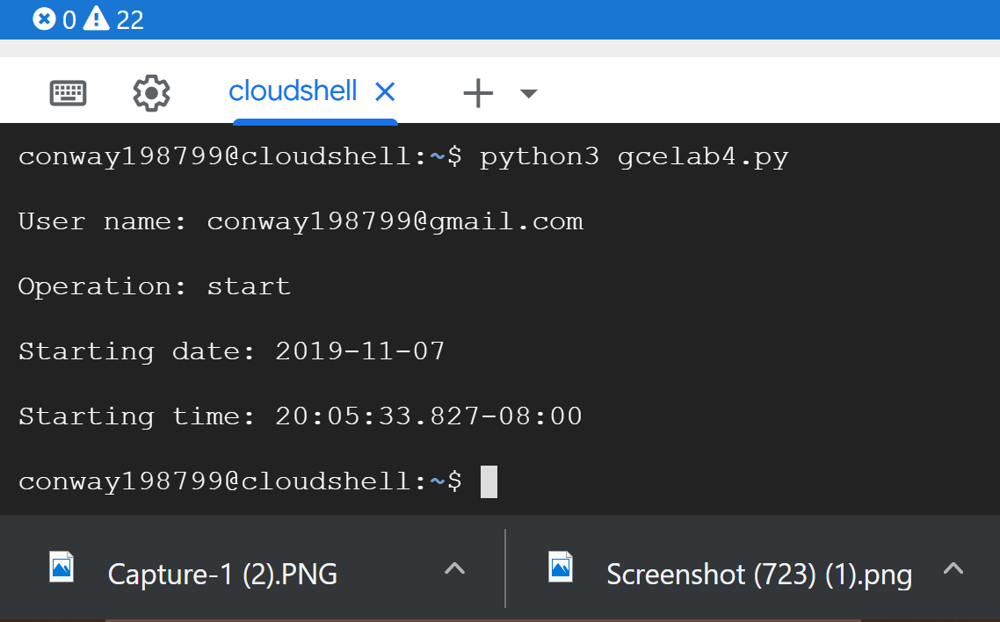 0 22
cloudshell
conway198799@cloudshell:~$ python3 gcelab4.py
User name: conway198799@gmail.com
Operation: start
Starting date: 2019-11-07
Starting time: 20:05:33.827-08:00
conway198799@cloudshell:~$
Capture-1 (2).PNG
Screenshot (723) (1).png